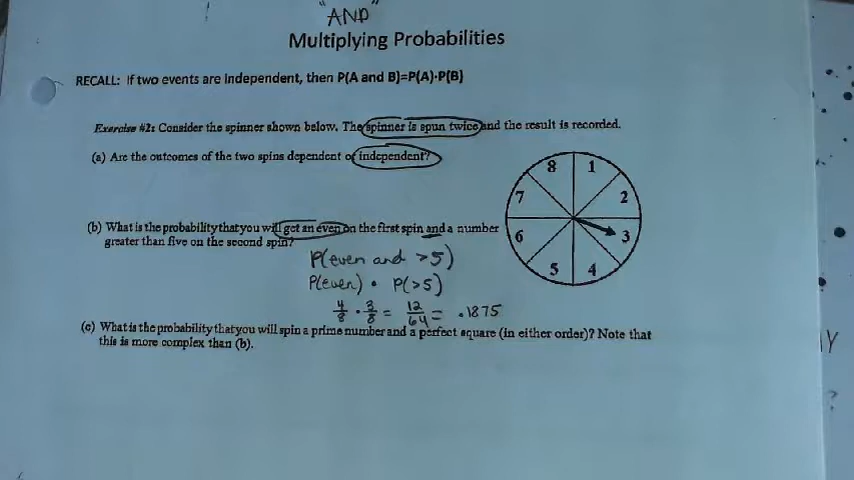 "AND"
Multiplying Probabilities
RECALL: If two events are Independent, then P(A and B)=P(A)·P(B)
Exercise #2: Consider the spinner shown below. The spinner is spun twice and the result is recorded.
(a) Are the outcomes of the two spins dependent or independent?
8 1
7 2
6 3
5 4
(b) What is the probability that you will get an even on the first spin and a number
greater than five on the second spin?
P(even and >5)
P(even) · P(>5)
4/8 · 3/8 = 12/64 = .1875
(c) What is the probability that you will spin a prime number and a perfect square (in either order)? Note that
this is more complex than (b).